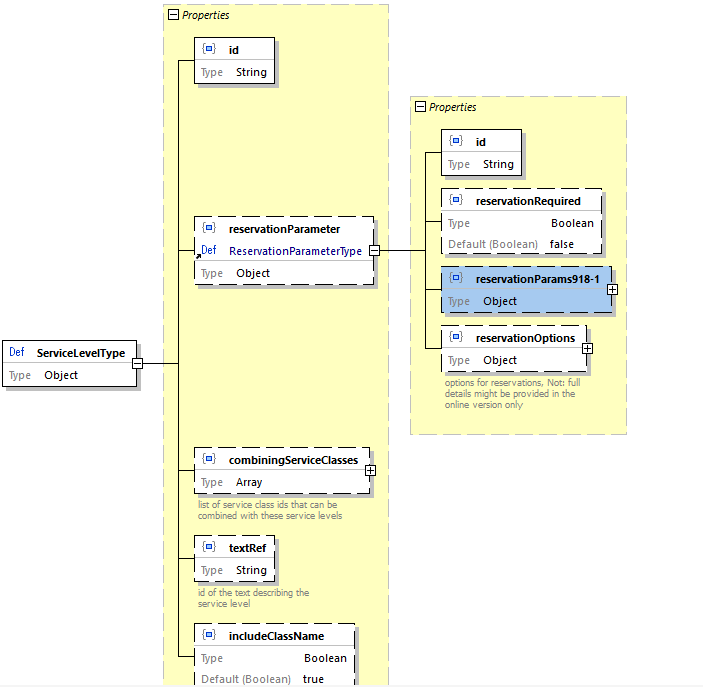 Properties
id
Type String
reservationParameter
Def ReservationParameterType
Type Object
Properties
id
Type String
reservationRequired
Type Boolean
Default (Boolean) false
reservationParams918-1
Type Object
reservationOptions
Type Object
options for reservations, Not: full
details might be provided in the
online version only
Def ServiceLevelType
Type Object
combiningServiceClasses
Type Array
list of service class ids that can be
combined with these service levels
textRef
Type String
id of the text describing the
service level
includeClassName
Type Boolean
Default (Boolean) true